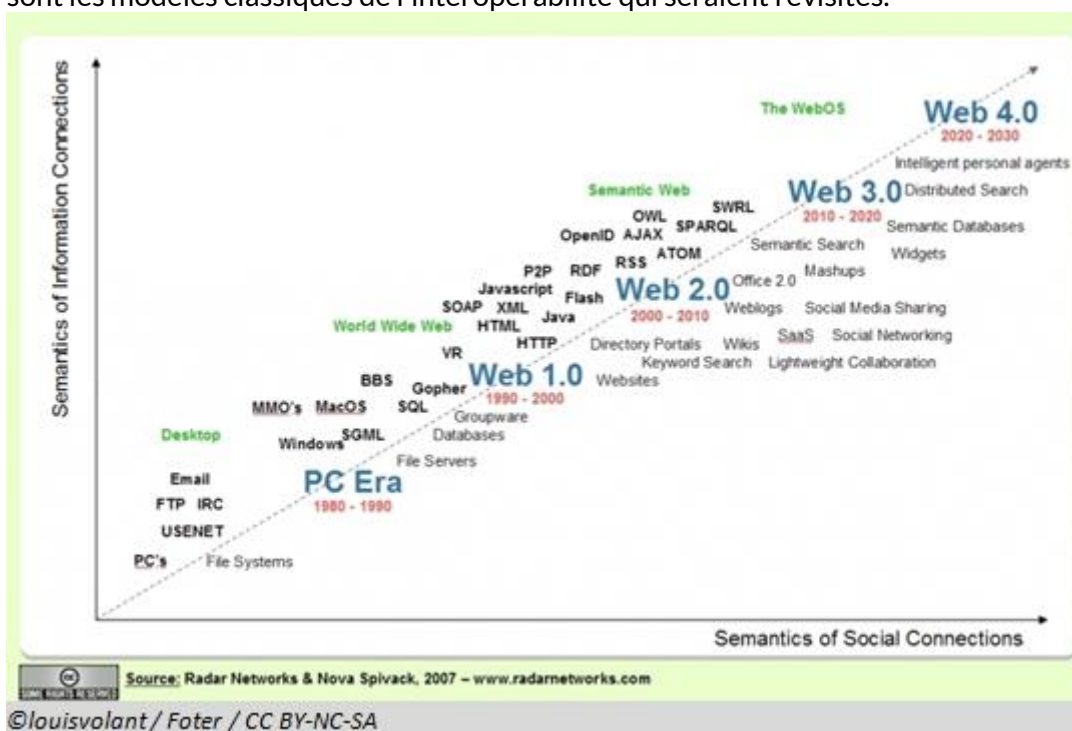 sont les modèles classiques de l'interopérabilité qui seraient revisités.
Semantics of Information Connections
The WebOS
Web 4.0
2020 - 2030
Intelligent personal agents
Semantic Web
Web 3.0
Distributed Search
2010 - 2020
SWRL
OWL
SPARQL
Semantic Databases
OpenID AJAX
Semantic Search
ATOM
Widgets
RSS
P2P RDF
Mashups
Javascript
Flash
Web 2.0
Office 2.0
SOAP XML
Java
2000 - 2010
Weblogs Social Media Sharing
World Wide Web
HTML
SaaS Social Networking
HTTP
Directory Portals Wikis
VR
Keyword Search Lightweight Collaboration
BBS
Gopher
Web 1.0
Websites
1990 - 2000
MMO's MacOS SQL
Groupware
Desktop
SGML
Databases
Windows
File Servers
Email
PC Era
FTP IRC
1980 - 1990
USENET
PC's
File Systems
Semantics of Social Connections
cc
SOME RIGHTS RESERVED
Source: Radar Networks & Nova Spivack, 2007 – www.radarnetworks.com
©louisvolant / Foter / CC BY-NC-SA